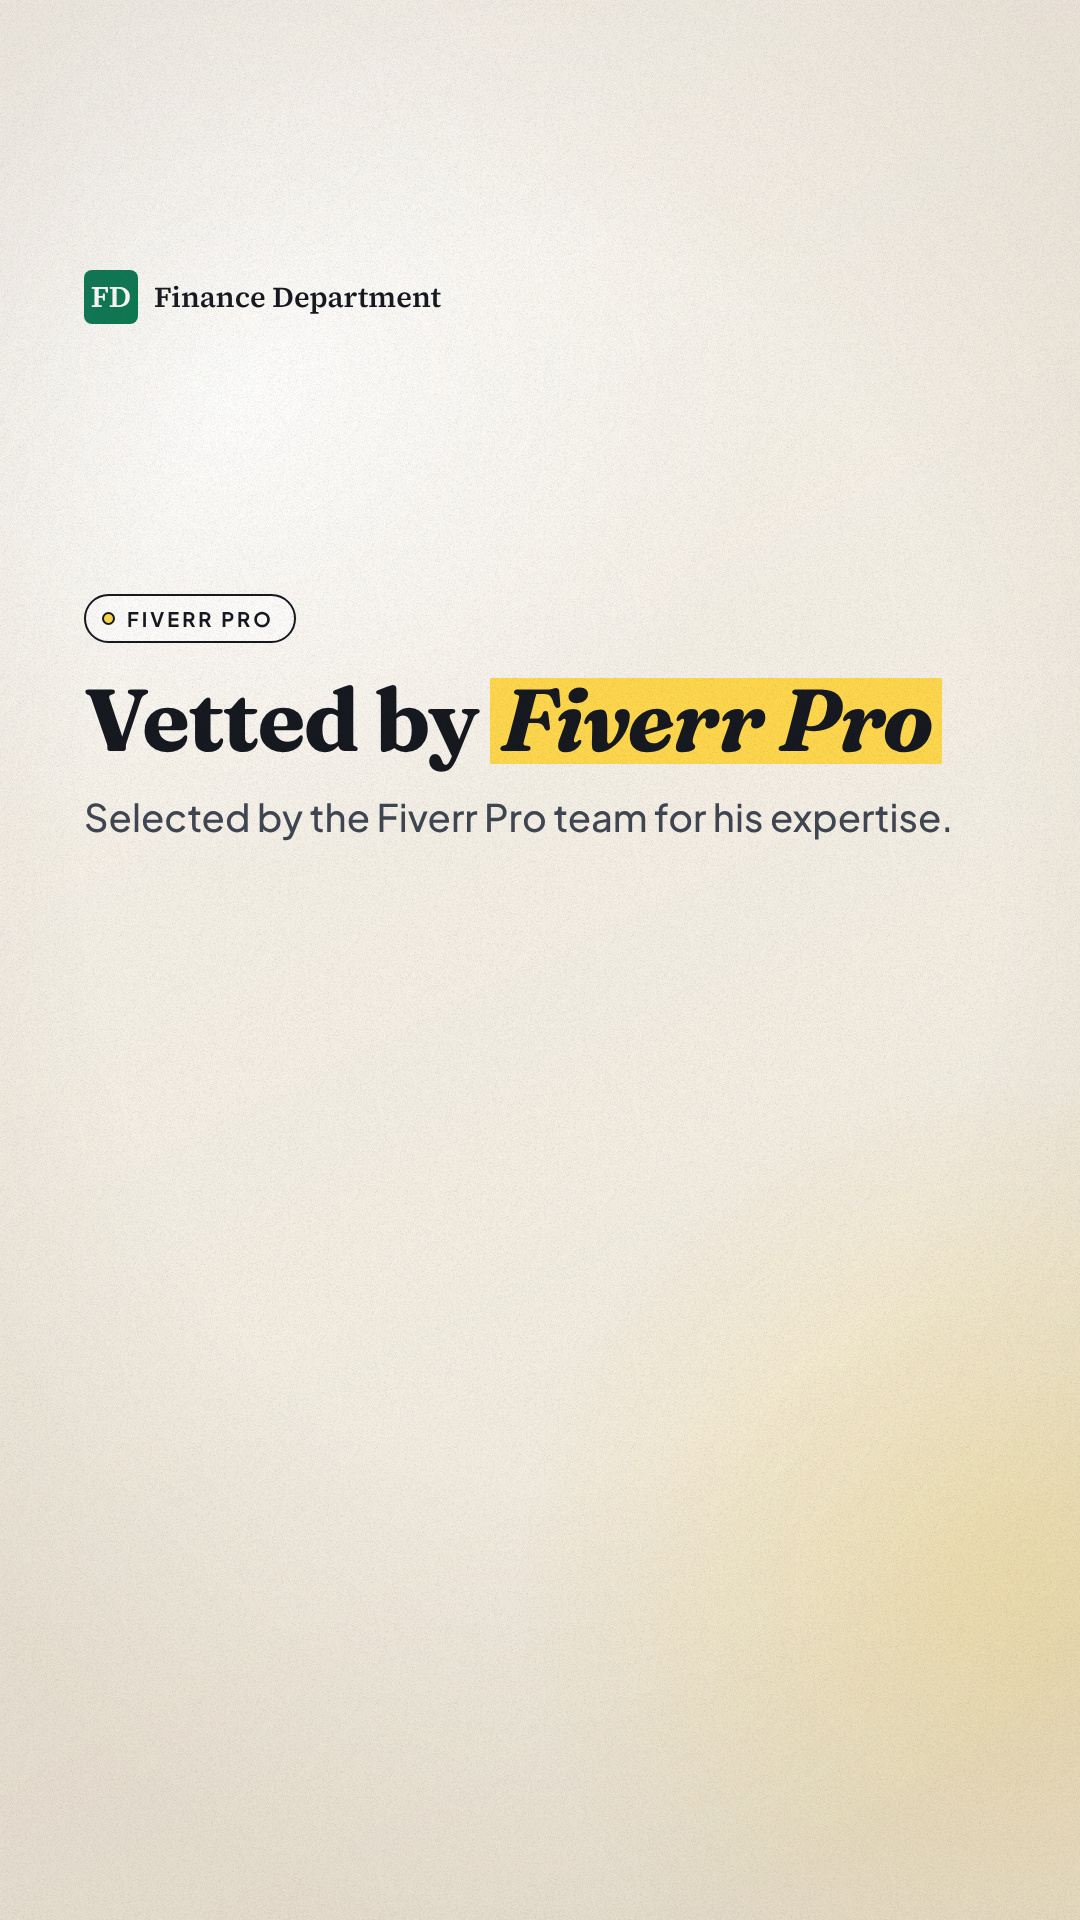 FD Finance Department
FIVERR PRO
Vetted by Fiverr Pro
Selected by the Fiverr Pro team for his expertise.